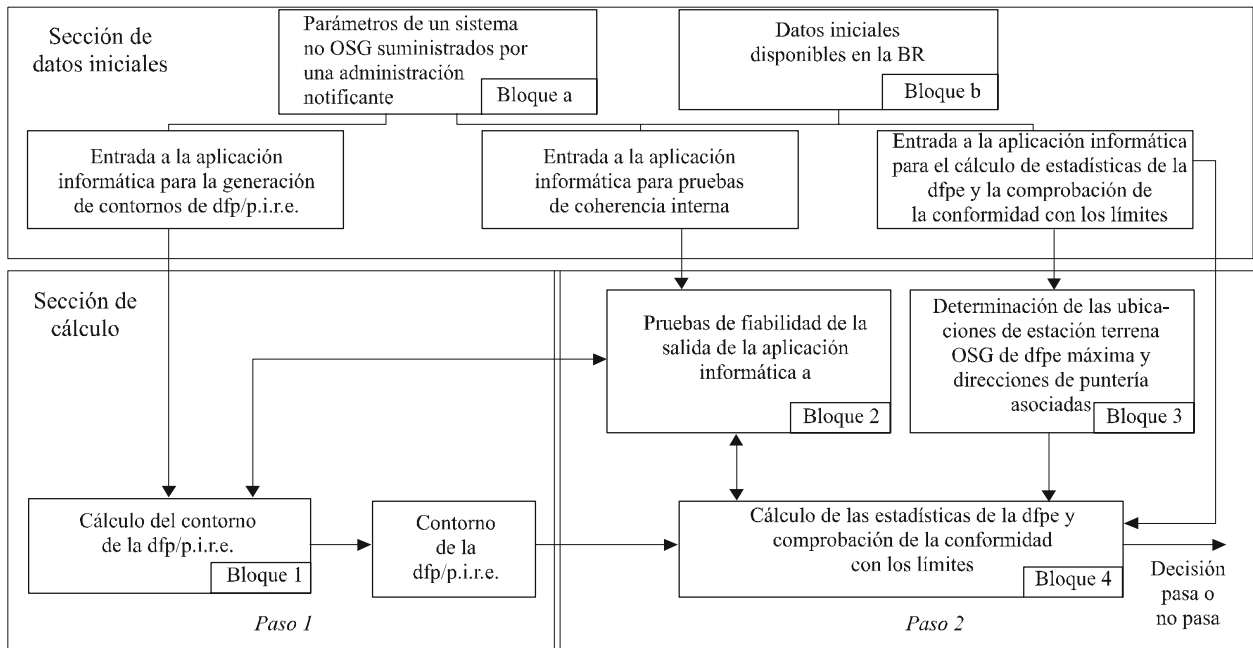 Sección de
datos iniciales
Parámetros de un sistema
no OSG suministrados por
una administración
notificante
Bloque a
Datos iniciales
disponibles en la BR
Bloque b
Entrada a la aplicación
informática para la generación
de contornos de dfp/p.i.r.e.
Entrada a la aplicación
informática para pruebas
de coherencia interna
Entrada a la aplicación informática
para el cálculo de estadísticas de la
dfpe y la comprobación de
la conformidad con los límites
Sección de
cálculo
Pruebas de fiabilidad de la
salida de la aplicación
informática a
Bloque 2
Determinación de las ubica-
ciones de estación terrena
OSG de dfpe máxima y
direcciones de puntería
asociadas
Bloque 3
Cálculo del contorno
de la dfp/p.i.r.e.
Bloque 1
Contorno
de la
dfp/p.i.r.e.
Cálculo de las estadísticas de la dfpe y
comprobación de la conformidad
con los límites
Bloque 4
Decisión
pasa o
no pasa
Paso 1
Paso 2